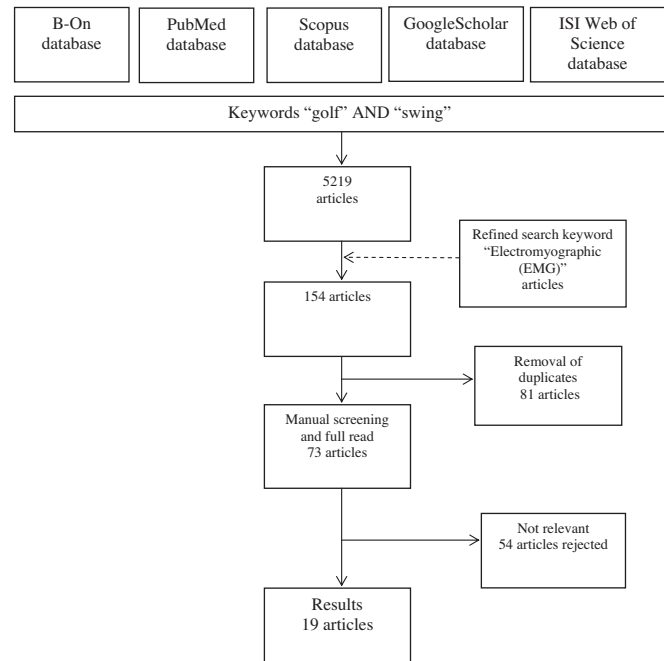 B-On
database
PubMed
database
Scopus
database
GoogleScholar
database
ISI Web of
Science
database
Keywords “golf” AND “swing”
5219
articles
Refined search keyword
“Electromyographic
(EMG)”
articles
154 articles
Removal of
duplicates
81 articles
Manual screening
and full read
73 articles
Not relevant
54 articles rejected
Results
19 articles